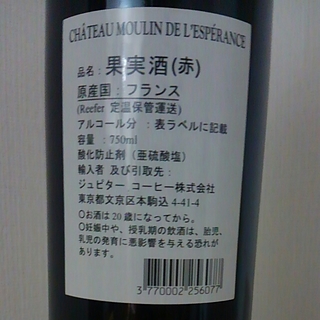 CHÂTEAU MOULIN DE L'ESPÉRANCE
品名：果実酒(赤)
原産国：フランス
(Reefer 定温保管運送)
アルコール分 ：表ラベルに記載
容量 ：750ml
酸化防止剤（亜硫酸塩）
輸入者 及び引取先：
ジュピター コーヒー株式会社
東京都文京区本駒込 4-41-4
○お酒は20歳になってから。
○妊娠中や、授乳期の飲酒は、胎児、
乳児の発育に悪影響を与える恐れが
あります。
3 770002 256077